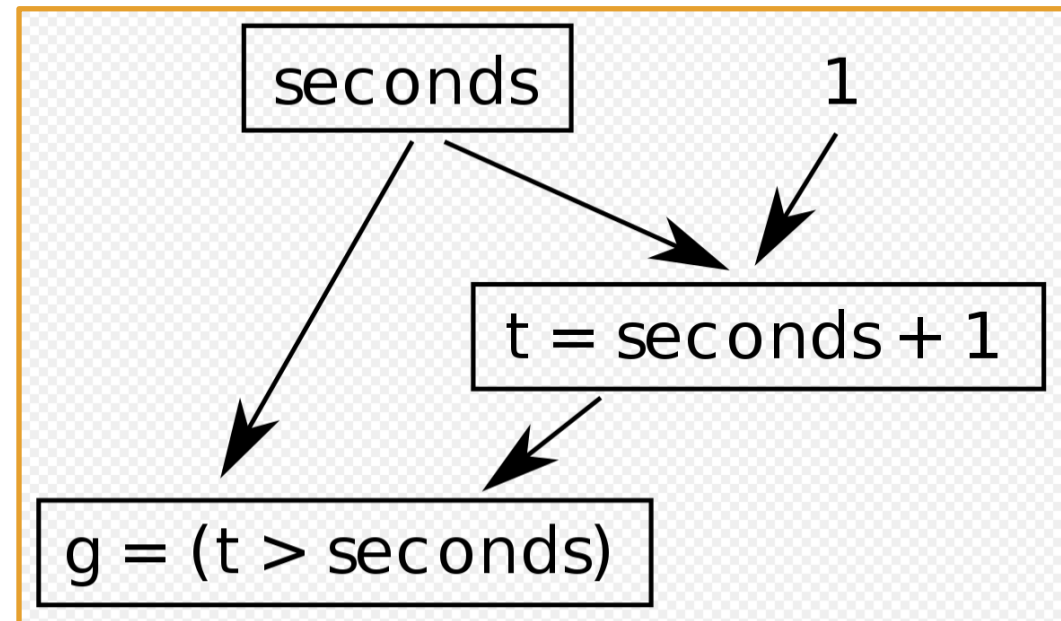 seconds
1
t = seconds + 1
g = (t > seconds)